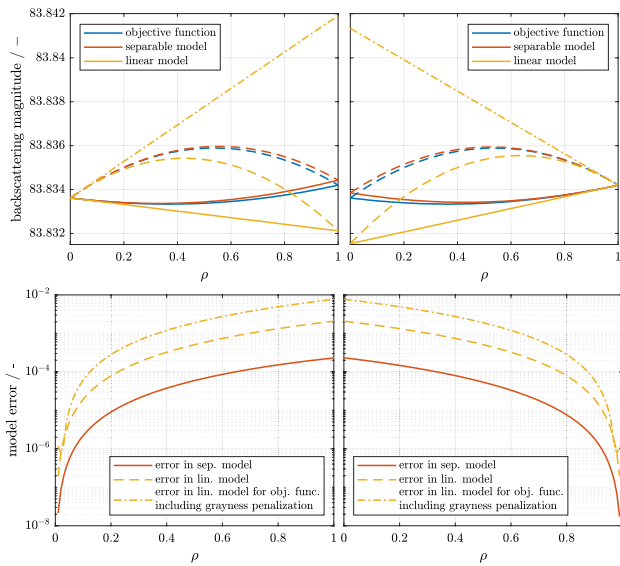 83.842
83.84
83.838
83.836
83.834
83.832
backscattering magnitude / −
objective function
separable model
linear model
0 0.2 0.4 0.6 0.8 1
ρ
objective function
separable model
linear model
0 0.2 0.4 0.6 0.8 1
ρ
10−2
10−4
10−6
10−8
model error / -
error in sep. model
error in lin. model
error in lin. model for obj. func.
including grayness penalization
0 0.2 0.4 0.6 0.8 1
ρ
error in sep. model
error in lin. model
error in lin. model for obj. func.
including grayness penalization
0 0.2 0.4 0.6 0.8
ρ